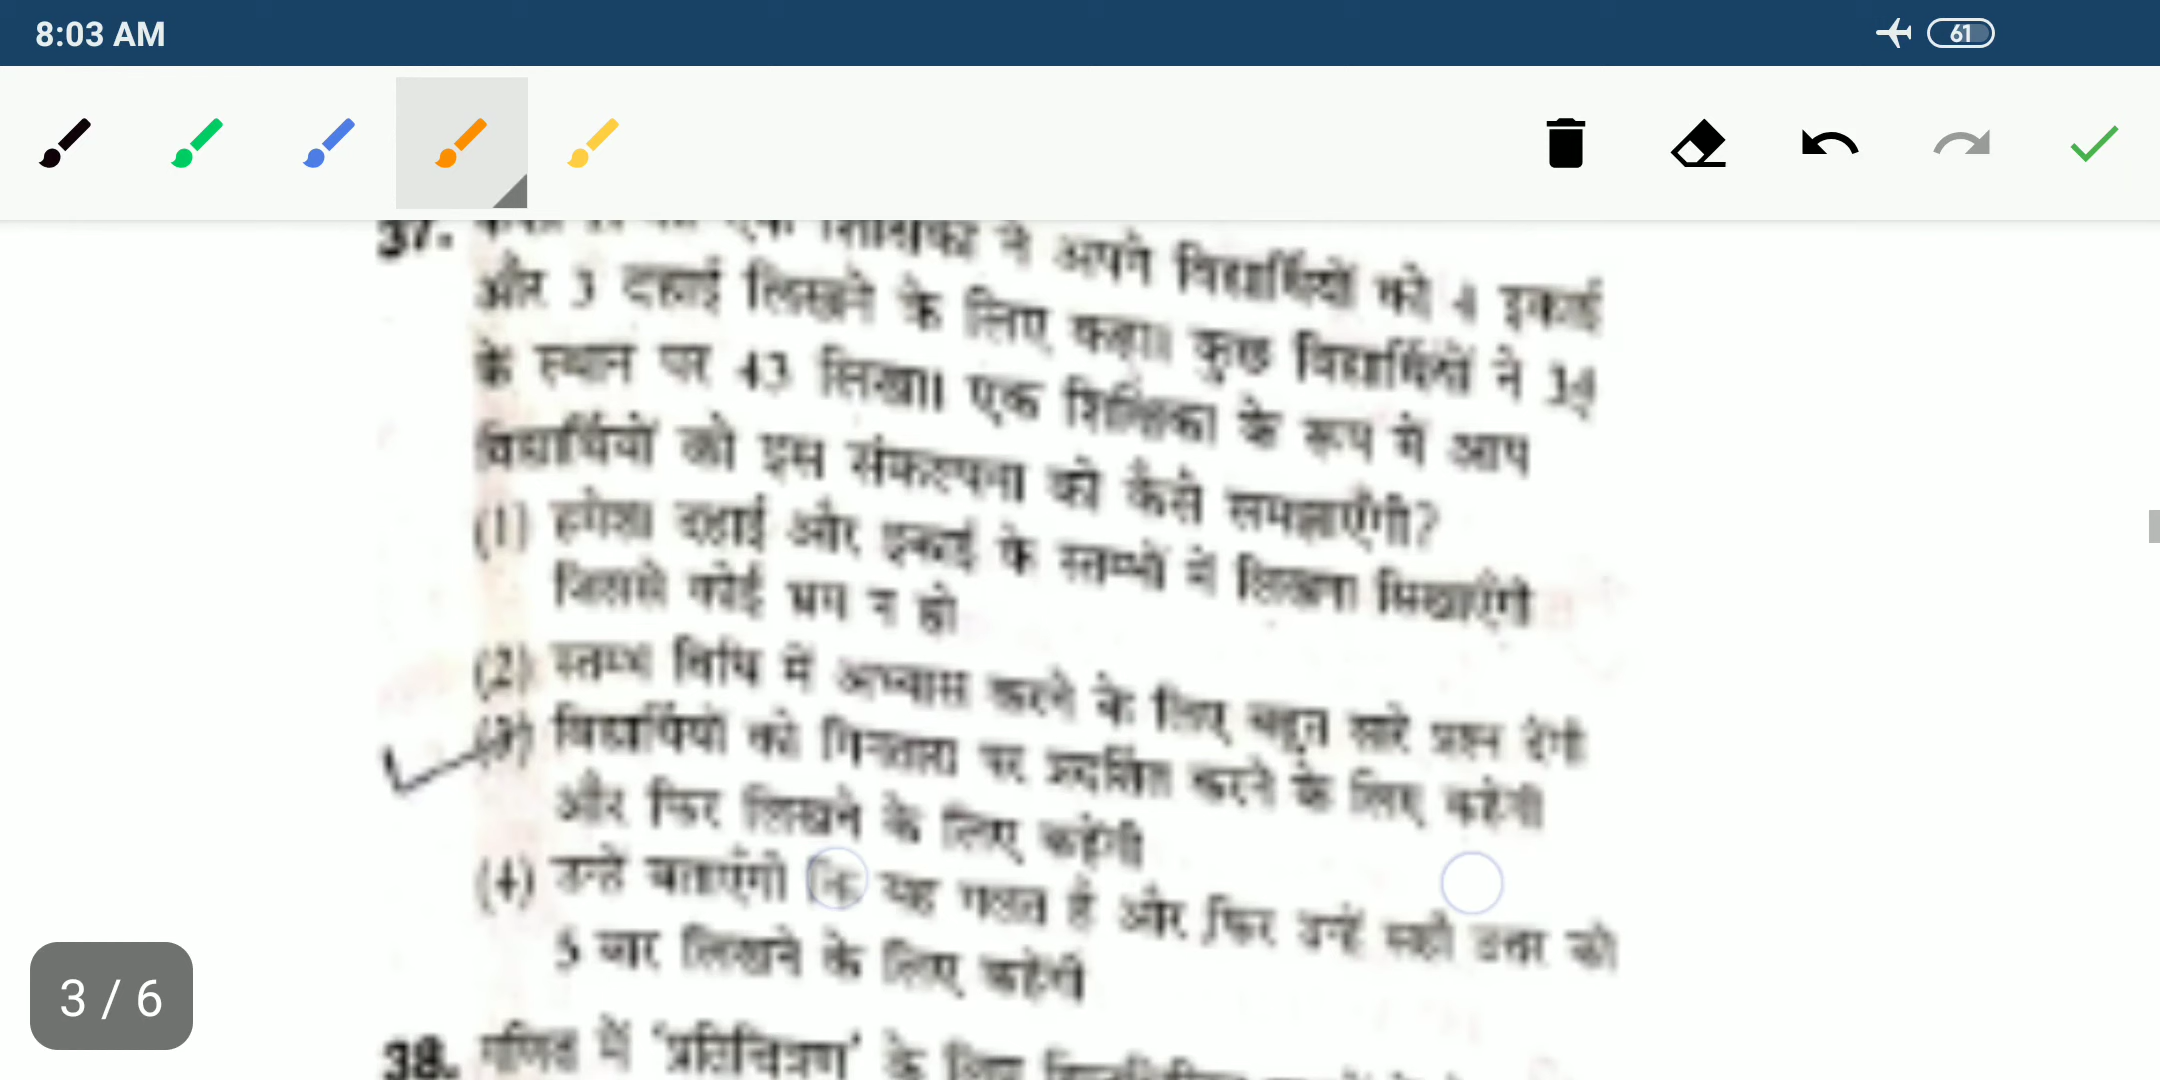 8:03 AM
61
37. शिक्षिका ने अपने विद्यार्थियों को 4 इकाई
और 3 दहाई लिखने के लिए कहा। कुछ विद्यार्थियों ने 34
के स्थान पर 43 लिखा। एक शिक्षिका के रूप में आप
विद्यार्थियों को इस संकल्पना को कैसे समझाएँगी?
(1) हमेशा दहाई और इकाई के स्तम्भों में लिखना सिखाएँगी
जिससे कोई भ्रम न हो
(2) स्तम्भ विधि में अभ्यास करने के लिए बहुत सारे प्रश्न देंगी
(3) विद्यार्थियों को गिनतारा पर प्रदर्शित करने के लिए कहेंगी
और फिर लिखने के लिए कहेंगी
(4) उन्हें बताएंगी कि यह गलत है और फिर उन्हें सही उत्तर को
5 बार लिखने के लिए कहेंगी
3 / 6
38. गणित में ‘प्रतिचित्रण’ के लिए